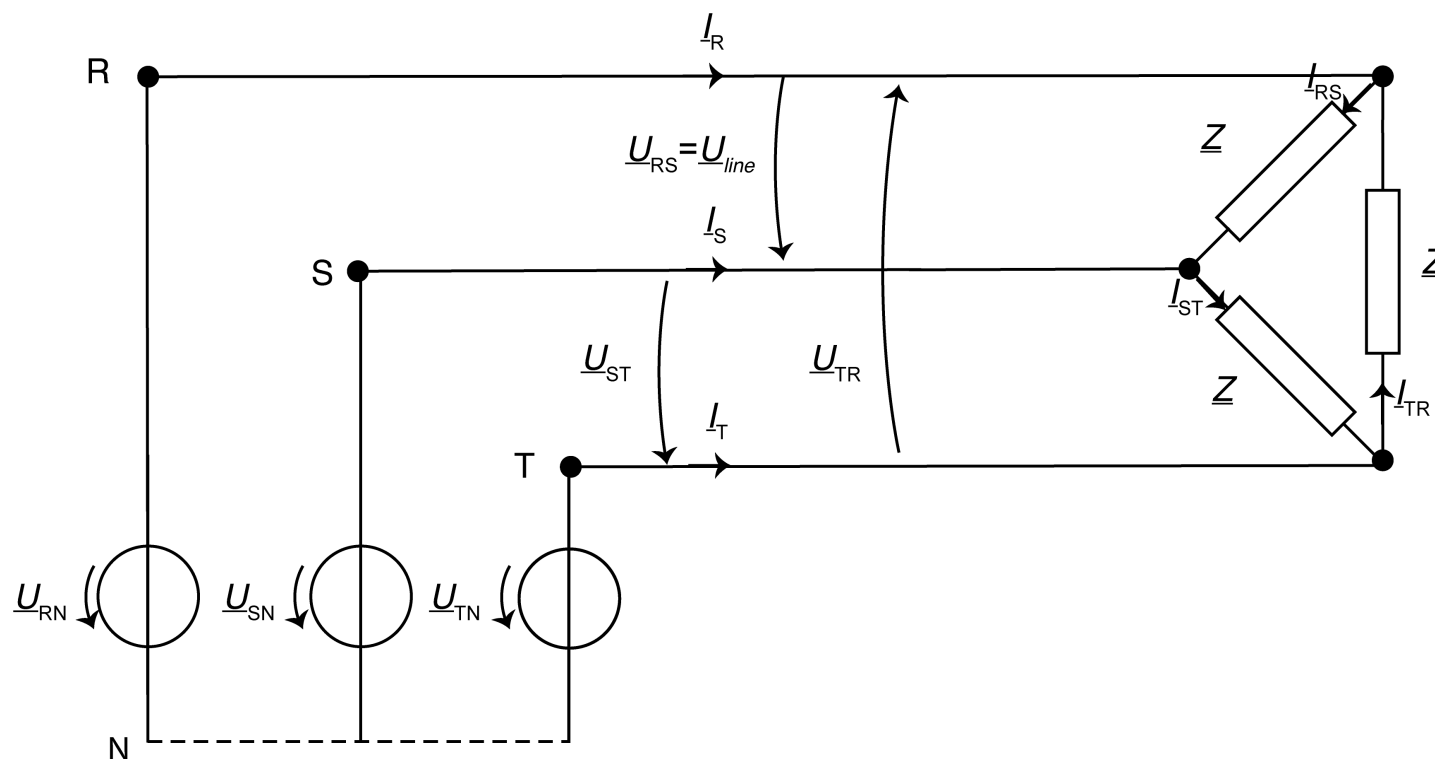 I_R
R
I_RS
Z
U_RS=U_line
I_S
S
Z
I_ST
U_ST
U_TR
Z
I_TR
I_T
T
U_RN
U_SN
U_TN
N